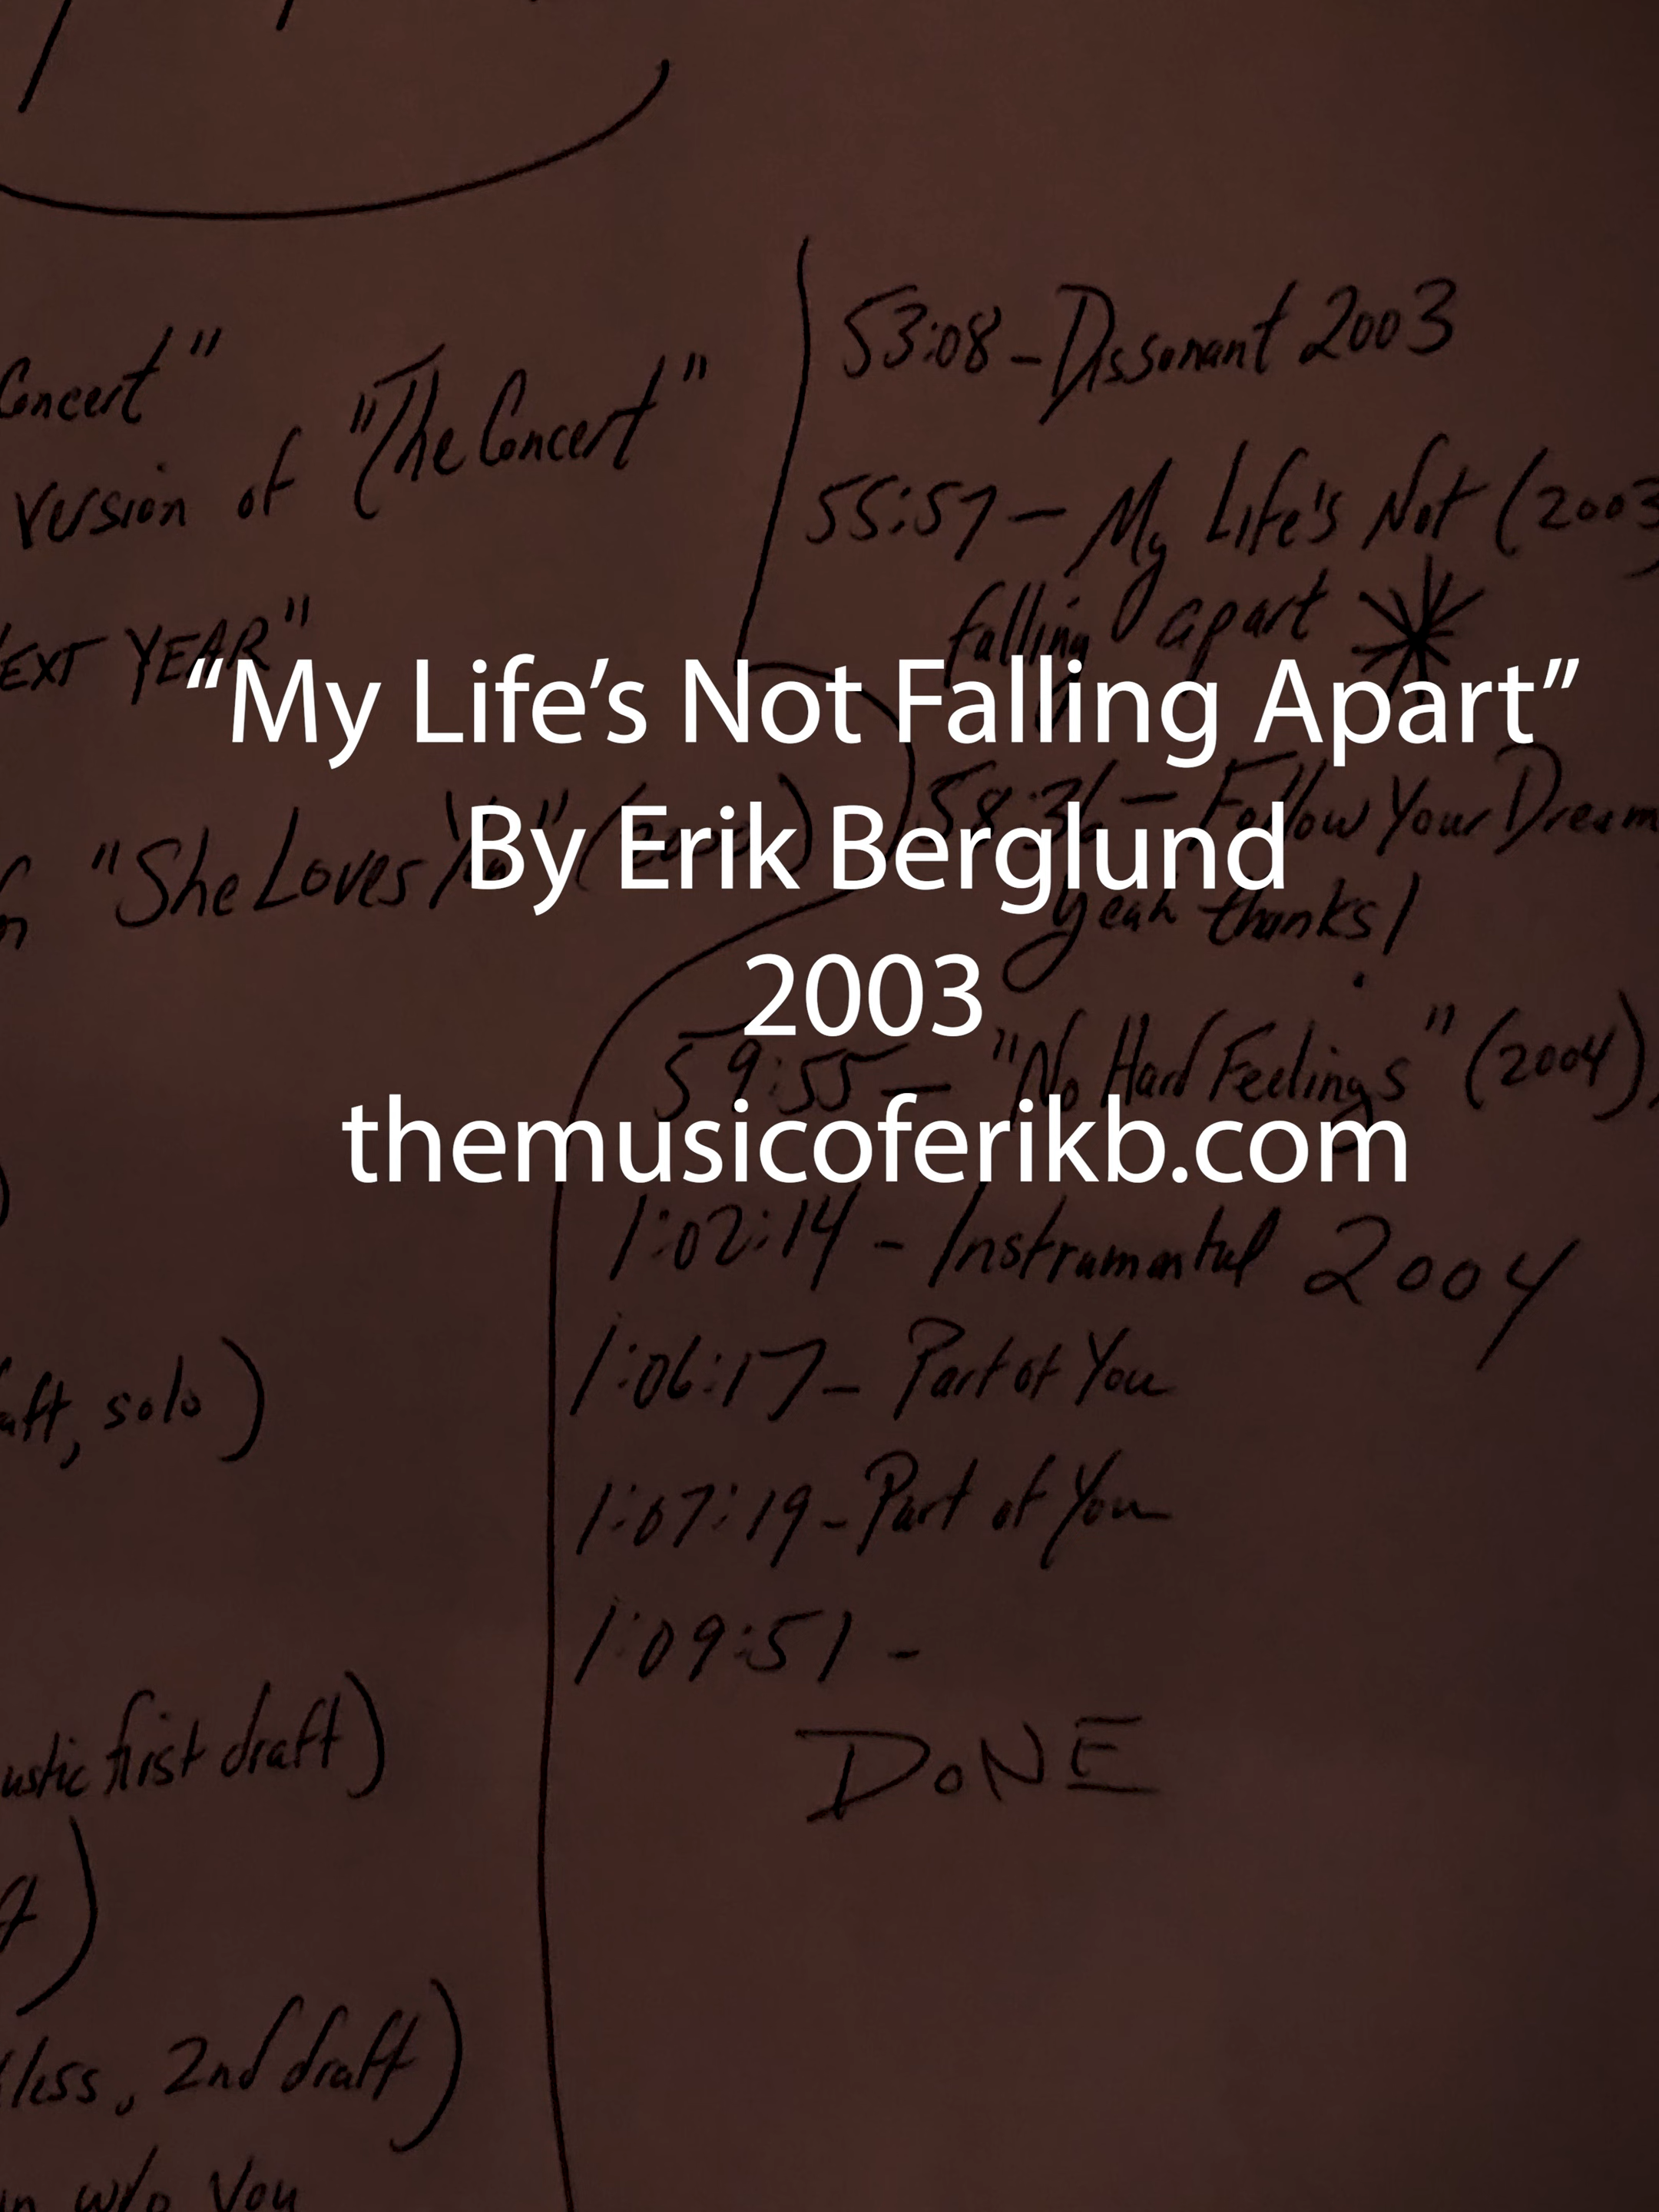 Concert"
version of "The Concert"
EXT YEAR"
"She Loves
aft, solo)
ustic first draft)
less, 2nd draft)
w/o You
53:08 - Dissonant 2003
55:57 - My Life's Not (2003
falling apart
“My Life’s Not Falling Apart”
58:36 - Follow Your Dream
By Erik Berglund
yeah thanks!
2003
59:55 - "No Hard Feelings" (2004)
themusicoferikb.com
1:02:14 - Instrumental 2004
1:06:17 - Part of You
1:07:19 - Part of You
1:09:51 -
DONE